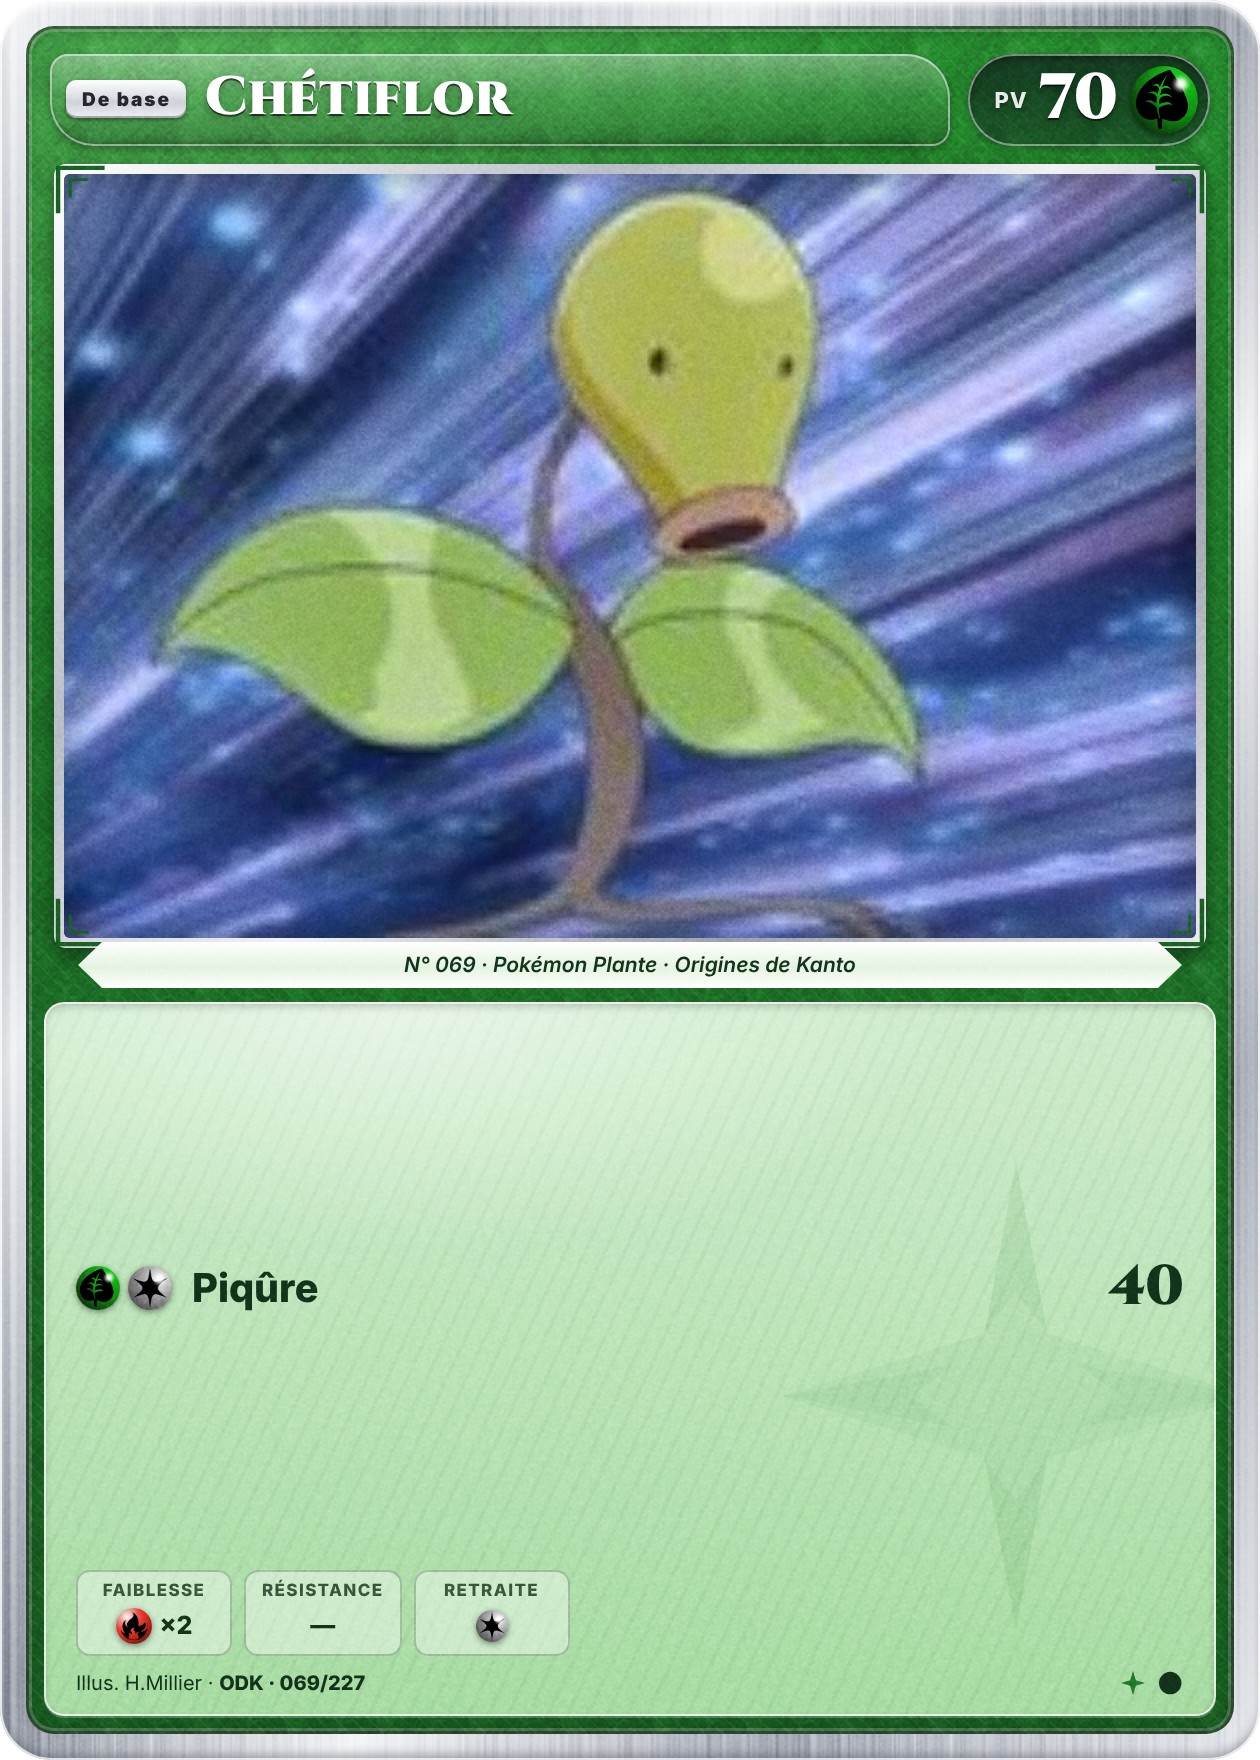 De base CHÉTIFLOR PV 70
N° 069 · Pokémon Plante · Origines de Kanto
Piqûre 40
FAIBLESSE RÉSISTANCE RETRAITE
×2 —
Illus. H.Millier · ODK · 069/227